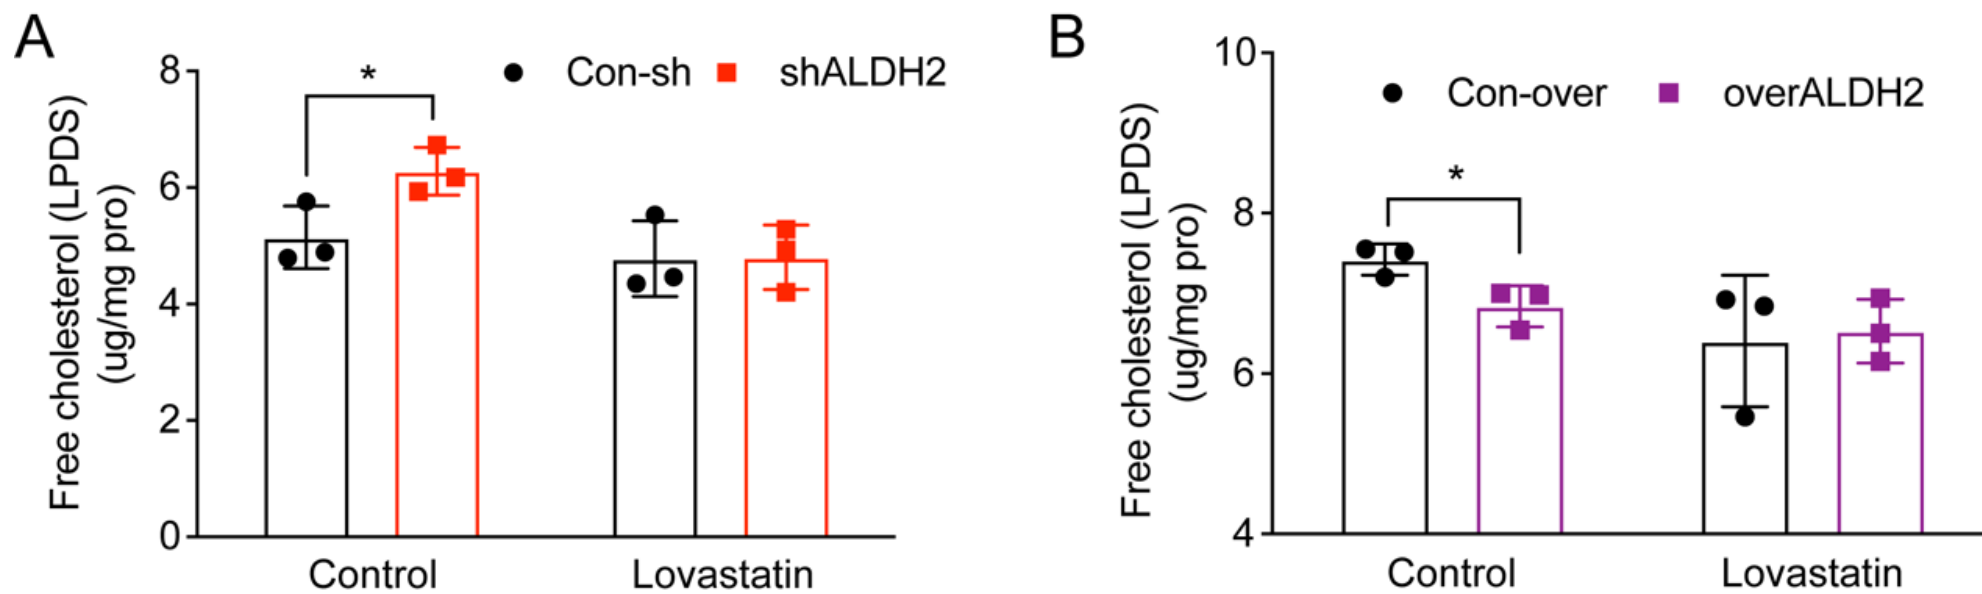 A
Free cholesterol (LPDS)
(ug/mg pro)
8
6
4
2
0
*
Con-sh shALDH2
Control Lovastatin
B
Free cholesterol (LPDS)
(ug/mg pro)
10
8
6
4
Con-over overALDH2
*
Control Lovastatin